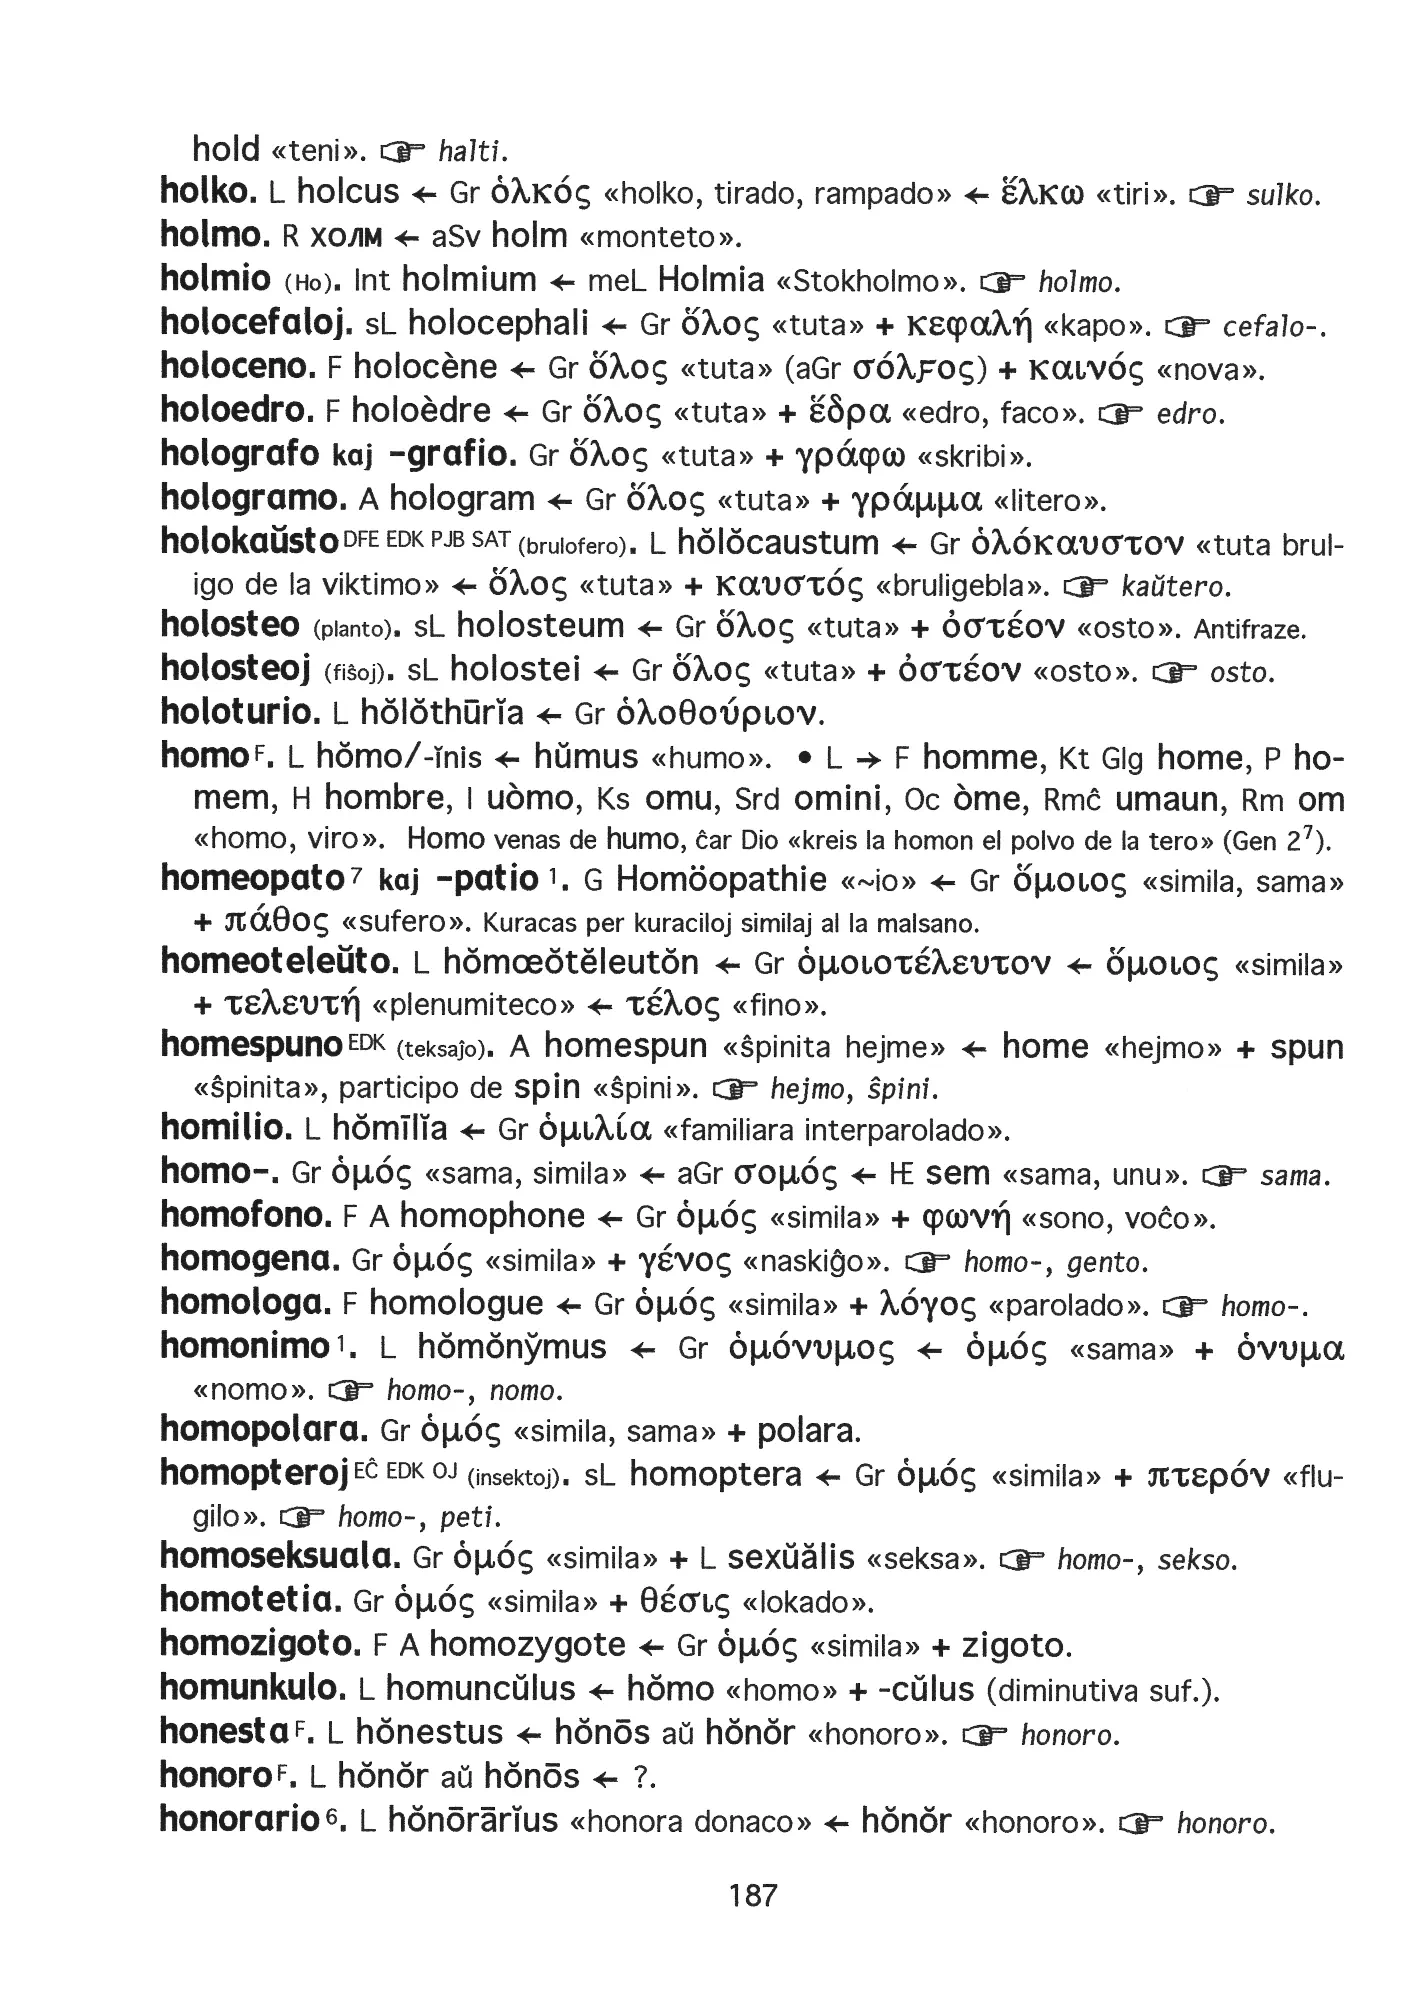 hold «teni». ☞ halti.
holko. L holcus ← Gr ὁλκός «holko, tirado, rampado» ← ἕλκω «tiri». ☞ sulko.
holmo. R холм ← aSv holm «monteto».
holmio (Ho). Int holmium ← meL Holmia «Stokholmo». ☞ holmo.
holocefaloj. sL holocephali ← Gr ὅλος «tuta» + κεφαλή «kapo». ☞ cefalo-.
holoceno. F holocène ← Gr ὅλος «tuta» (aGr σόλϝος) + καινός «nova».
holoedro. F holoèdre ← Gr ὅλος «tuta» + ἕδρα «edro, faco». ☞ edro.
holografo kaj -grafio. Gr ὅλος «tuta» + γράφω «skribi».
hologramo. A hologram ← Gr ὅλος «tuta» + γράμμα «litero».
holokaŭsto DFE EDK PJB SAT (brulofero). L hŏlŏcaustum ← Gr ὁλόκαυστον «tuta brul-
igo de la viktimo» ← ὅλος «tuta» + καυστός «bruligebla». ☞ kaŭtero.
holosteo (planto). sL holosteum ← Gr ὅλος «tuta» + ὀστέον «osto». Antifraze.
holosteoj (fiŝoj). sL holostei ← Gr ὅλος «tuta» + ὀστέον «osto». ☞ osto.
holoturio. L hŏlŏthūrĭa ← Gr ὁλοθούριον.
homo F. L hŏmo/-ĭnis ← hŭmus «humo». • L → F homme, Kt Glg home, P ho-
mem, H hombre, I uòmo, Ks omu, Srd omini, Oc òme, Rmĉ umaun, Rm om
«homo, viro». Homo venas de humo, ĉar Dio «kreis la homon el polvo de la tero» (Gen 2⁷).
homeopato 7 kaj -patio 1. G Homöopathie «~io» ← Gr ὅμοιος «simila, sama»
+ πάθος «sufero». Kuracas per kuraciloj similaj al la malsano.
homeoteleŭto. L hŏmœŏtĕleutŏn ← Gr ὁμοιοτέλευτον ← ὅμοιος «simila»
+ τελευτή «plenumiteco» ← τέλος «fino».
homespuno EDK (teksaĵo). A homespun «ŝpinita hejme» ← home «hejmo» + spun
«ŝpinita», participo de spin «ŝpini». ☞ hejmo, ŝpini.
homilio. L hŏmīlĭa ← Gr ὁμιλία «familiara interparolado».
homo-. Gr ὁμός «sama, simila» ← aGr σομός ← HE sem «sama, unu». ☞ sama.
homofono. F A homophone ← Gr ὁμός «simila» + φωνή «sono, voĉo».
homogena. Gr ὁμός «simila» + γένος «naskiĝo». ☞ homo-, gento.
homologa. F homologue ← Gr ὁμός «simila» + λόγος «parolado». ☞ homo-.
homonimo 1. L hŏmŏny̆mus ← Gr ὁμόνυμος ← ὁμός «sama» + ὀνυμα
«nomo». ☞ homo-, nomo.
homopolara. Gr ὁμός «simila, sama» + polara.
homopteroj EĈ EDK OJ (insektoj). sL homoptera ← Gr ὁμός «simila» + πτερόν «flu-
gilo». ☞ homo-, peti.
homoseksuala. Gr ὁμός «simila» + L sexŭālis «seksa». ☞ homo-, sekso.
homotetia. Gr ὁμός «simila» + θέσις «lokado».
homozigoto. F A homozygote ← Gr ὁμός «simila» + zigoto.
homunkulo. L homuncŭlus ← hŏmo «homo» + -cŭlus (diminutiva suf.).
honesta F. L hŏnestus ← hŏnōs aŭ hŏnŏr «honoro». ☞ honoro.
honoro F. L hŏnŏr aŭ hŏnōs ← ?.
honorario 6. L hŏnōrārĭus «honora donaco» ← hŏnŏr «honoro». ☞ honoro.
187